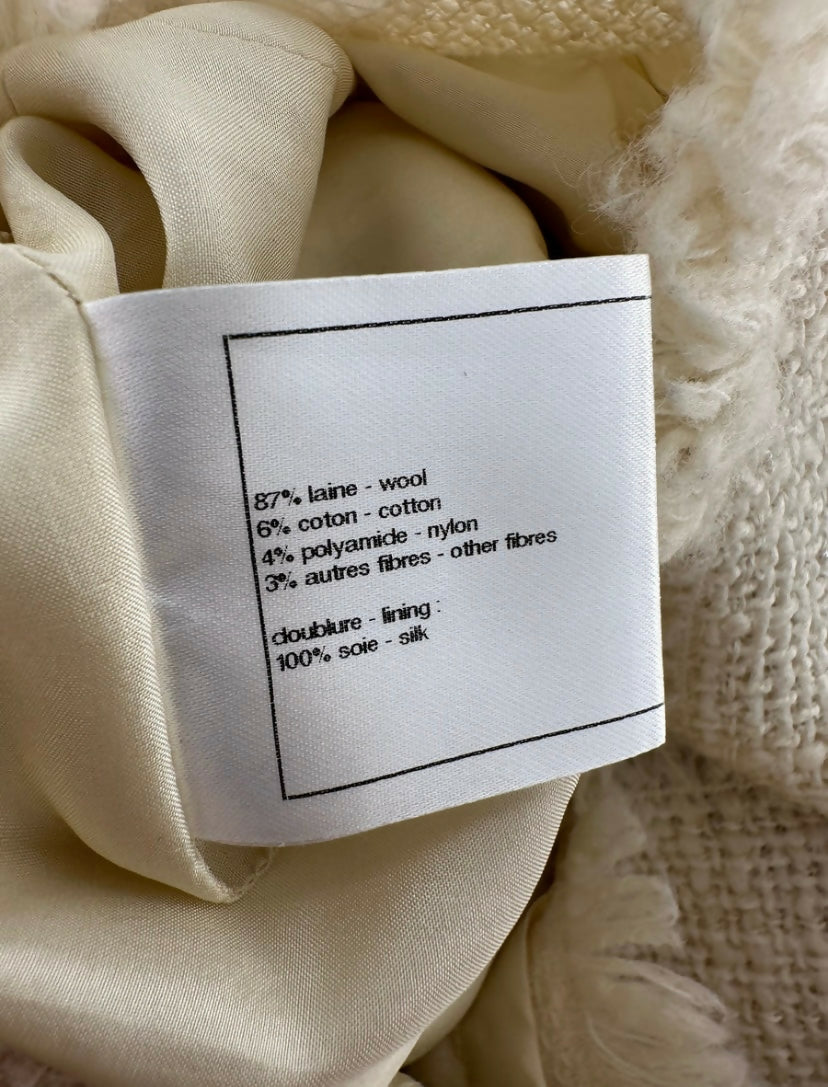 87% laine - wool
6% coton - cotton
4% polyamide - nylon
3% autres fibres - other fibres
doublure - lining :
100% soie - silk